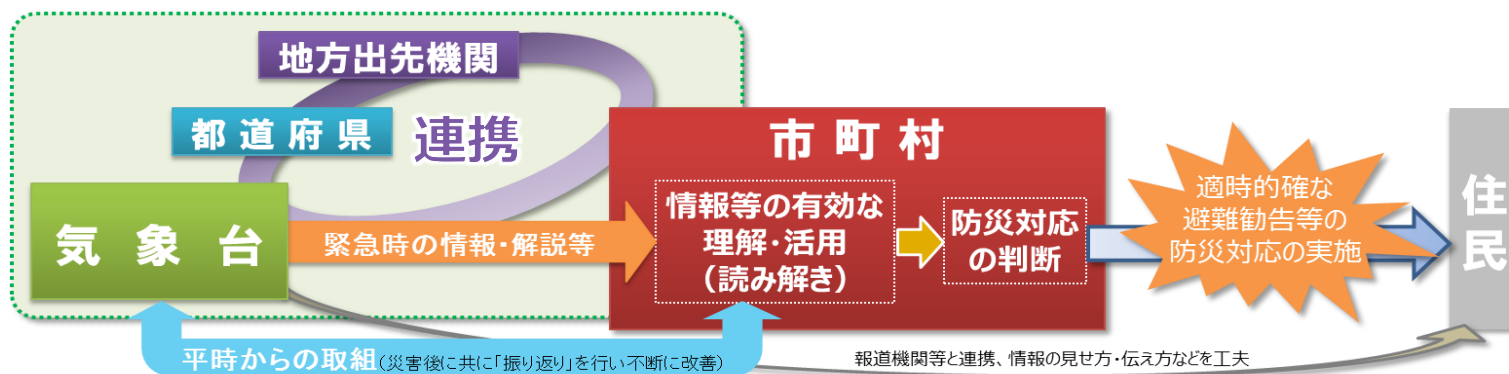 地方出先機関
都道府県
連携
気象台
緊急時の情報・解説等
市町村
情報等の有効な
理解・活用
(読み解き)
防災対応
の判断
適時的確な
避難勧告等の
防災対応の実施
住民
平時からの取組(災害後に共に「振り返り」を行い不断に改善)
報道機関等と連携、情報の見せ方・伝え方などを工夫